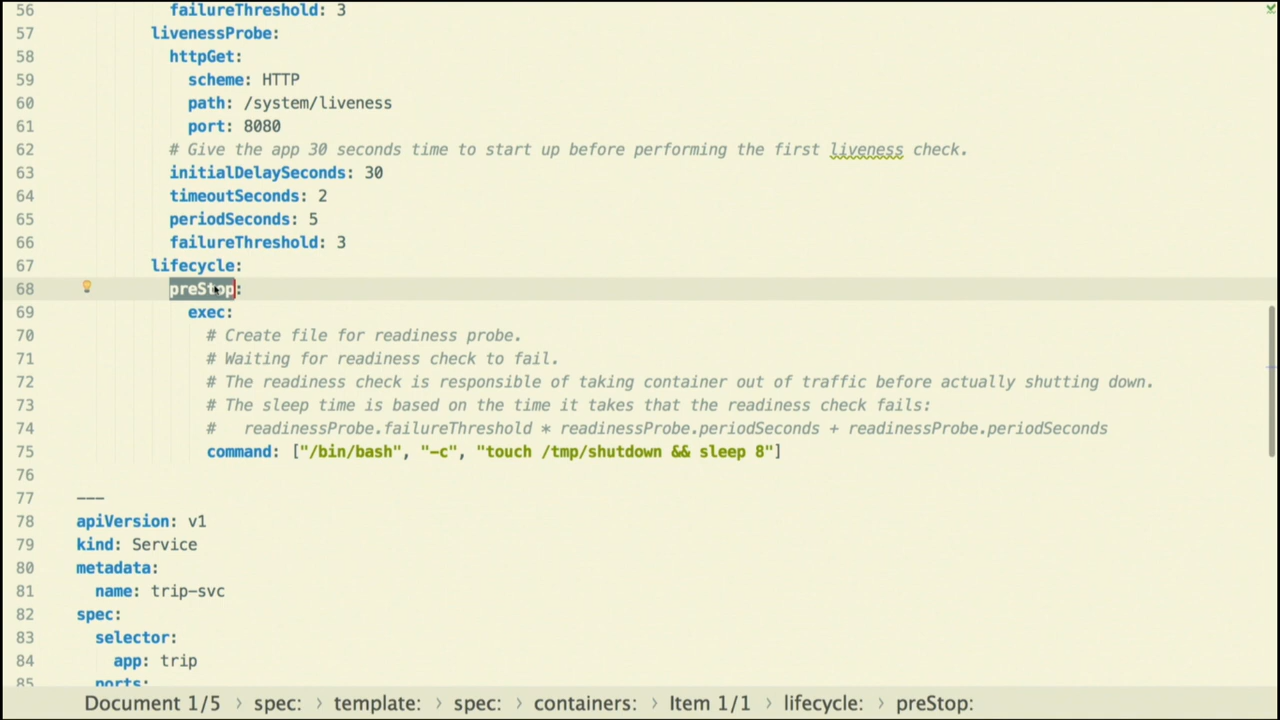 56 failureThreshold: 3
57 livenessProbe:
58 httpGet:
59 scheme: HTTP
60 path: /system/liveness
61 port: 8080
62 # Give the app 30 seconds time to start up before performing the first liveness check.
63 initialDelaySeconds: 30
64 timeoutSeconds: 2
65 periodSeconds: 5
66 failureThreshold: 3
67 lifecycle:
68 preStop:
69 exec:
70 # Create file for readiness probe.
71 # Waiting for readiness check to fail.
72 # The readiness check is responsible of taking container out of traffic before actually shutting down.
73 # The sleep time is based on the time it takes that the readiness check fails:
74 #   readinessProbe.failureThreshold * readinessProbe.periodSeconds + readinessProbe.periodSeconds
75 command: ["/bin/bash", "-c", "touch /tmp/shutdown && sleep 8"]
76
77 ---
78 apiVersion: v1
79 kind: Service
80 metadata:
81 name: trip-svc
82 spec:
83 selector:
84 app: trip
85 ports:
Document 1/5 › spec: › template: › spec: › containers: › Item 1/1 › lifecycle: › preStop: